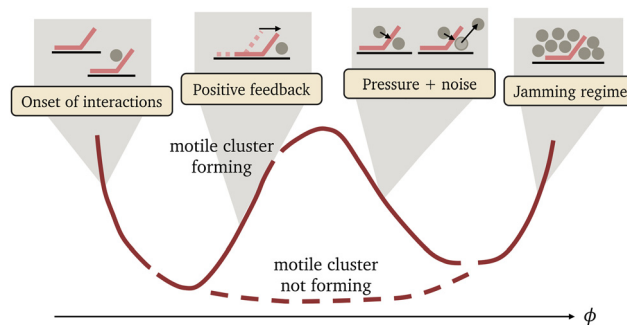 Onset of interactions
Positive feedback
Pressure + noise
Jamming regime
motile cluster
forming
motile cluster
not forming
ϕ